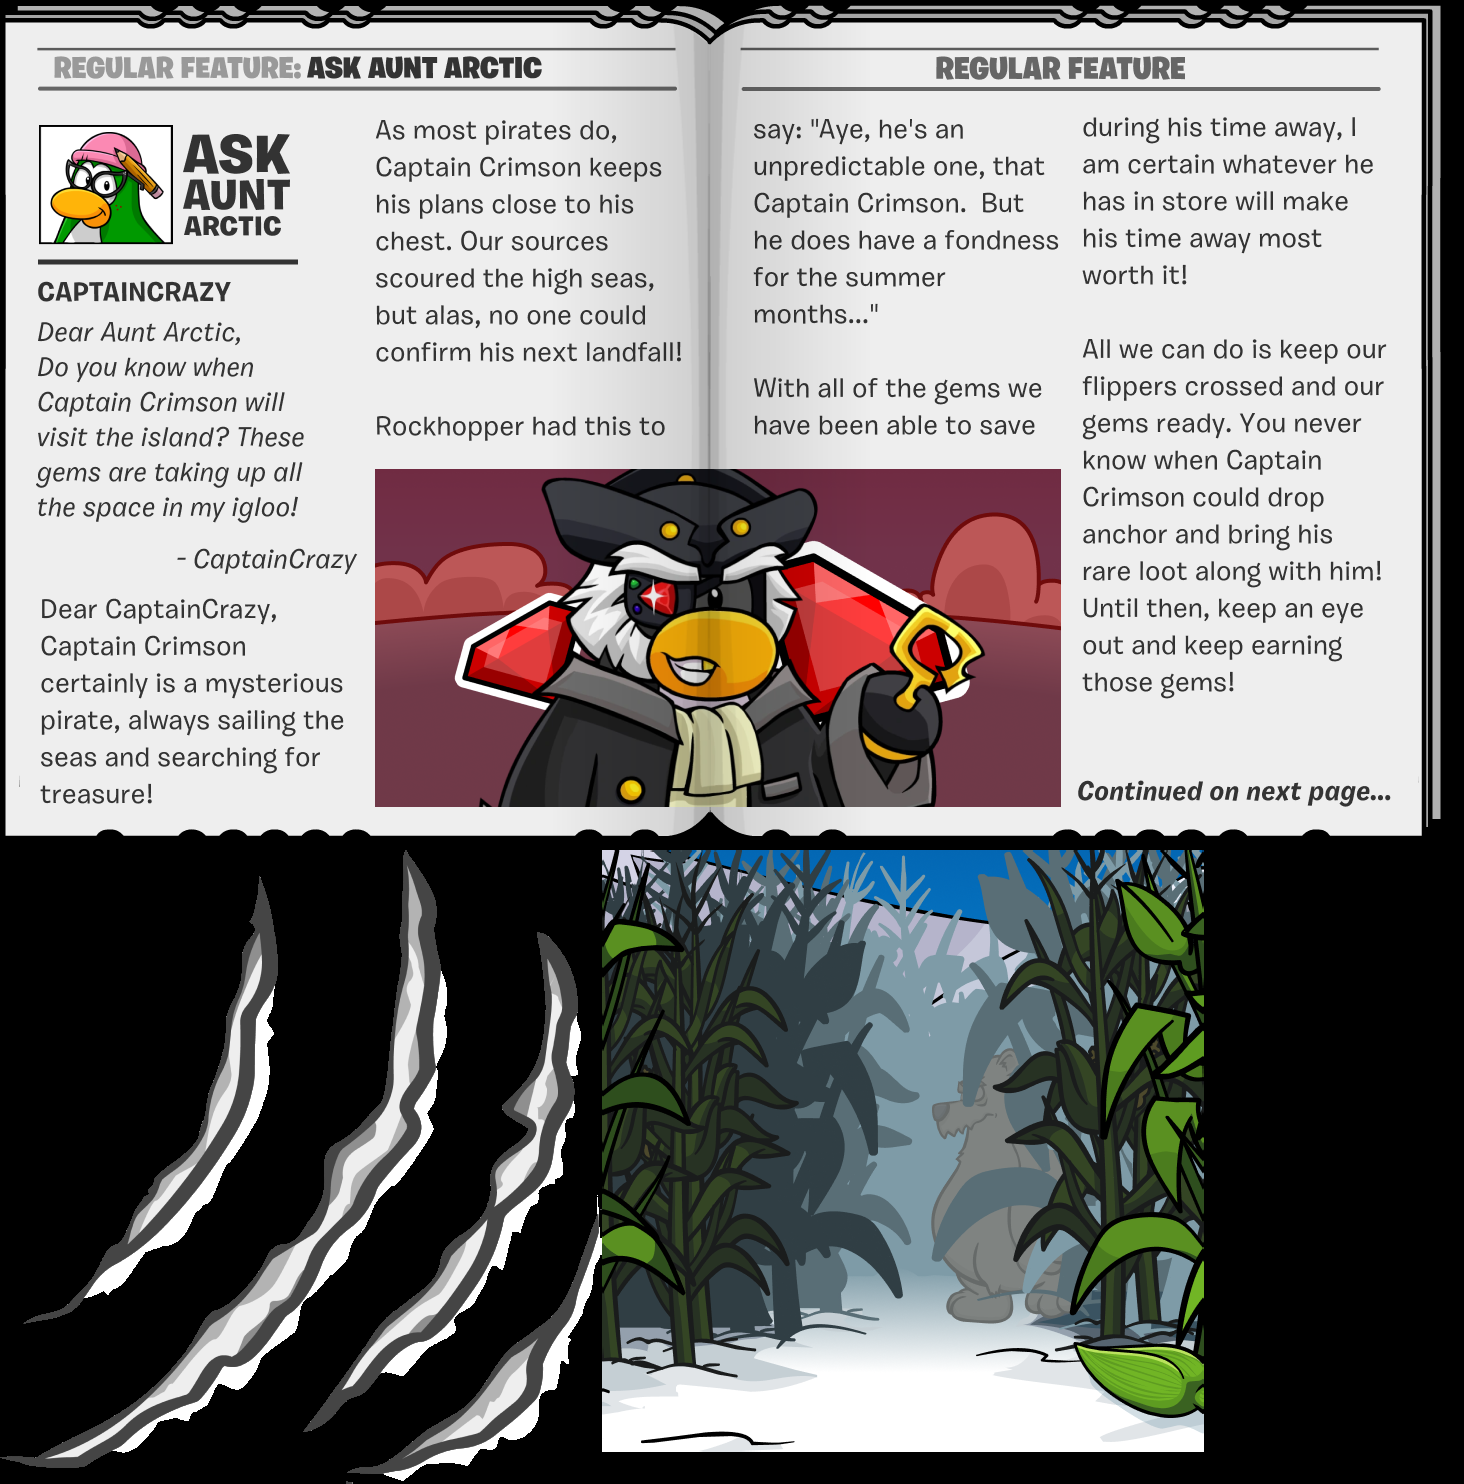 REGULAR FEATURE: ASK AUNT ARCTIC
ASK
AUNT
ARCTIC
CAPTAINCRAZY
Dear Aunt Arctic,
Do you know when
Captain Crimson will
visit the island? These
gems are taking up all
the space in my igloo!
- CaptainCrazy
Dear CaptainCrazy,
Captain Crimson
certainly is a mysterious
pirate, always sailing the
seas and searching for
treasure!
As most pirates do,
Captain Crimson keeps
his plans close to his
chest. Our sources
scoured the high seas,
but alas, no one could
confirm his next landfall!
Rockhopper had this to
REGULAR FEATURE
say: "Aye, he's an
unpredictable one, that
Captain Crimson.  But
he does have a fondness
for the summer
months..."
With all of the gems we
have been able to save
during his time away, I
am certain whatever he
has in store will make
his time away most
worth it!
All we can do is keep our
flippers crossed and our
gems ready. You never
know when Captain
Crimson could drop
anchor and bring his
rare loot along with him!
Until then, keep an eye
out and keep earning
those gems!
Continued on next page...